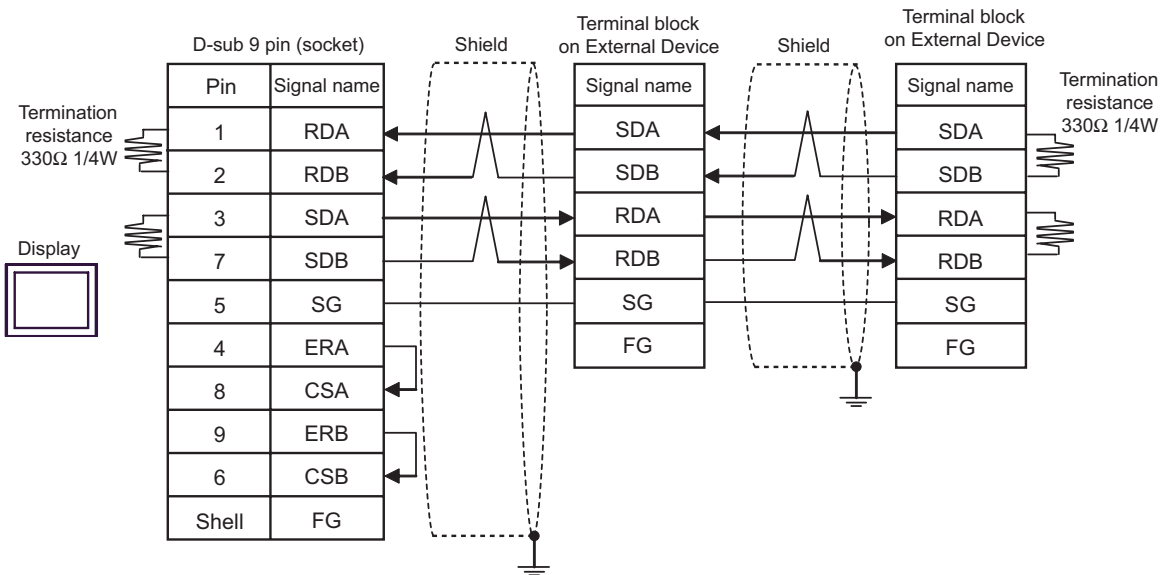 Terminal block
on External Device
Terminal block
on External Device
D-sub 9 pin (socket)
Shield
Shield
Pin Signal name
Signal name
Signal name
Termination
resistance
330Ω 1/4W
Termination
resistance
330Ω 1/4W
1 RDA
SDA
SDA
2 RDB
SDB
SDB
3 SDA
RDA
RDA
Display
7 SDB
RDB
RDB
5 SG
SG
SG
4 ERA
FG
FG
8 CSA
9 ERB
6 CSB
Shell FG